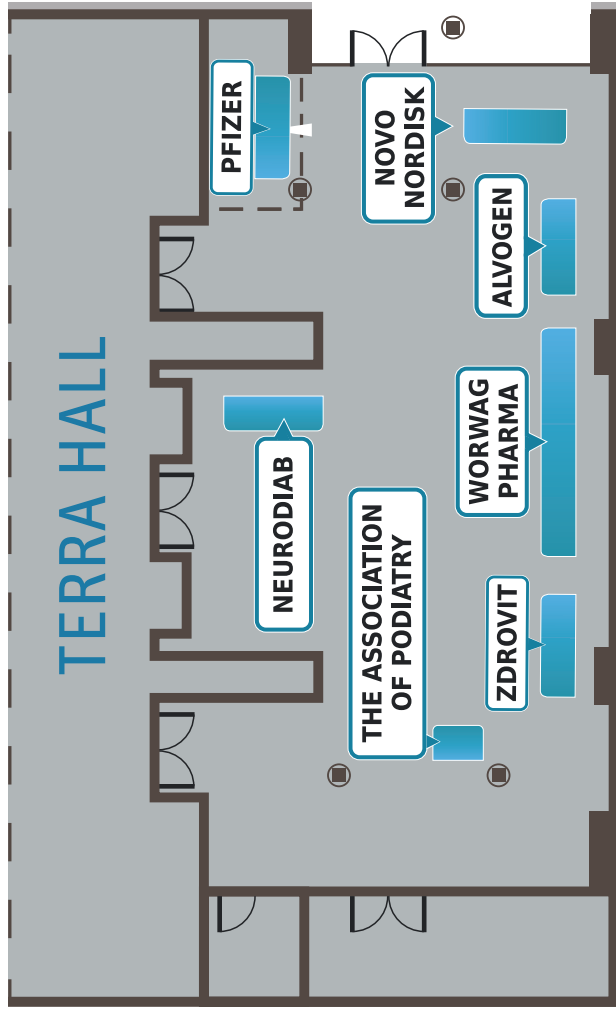 TERRA HALL
PFIZER
NOVO
NORDISK
ALVOGEN
NEURODIAB
WORWAG
PHARMA
THE ASSOCIATION
OF PODIATRY
ZDROVIT